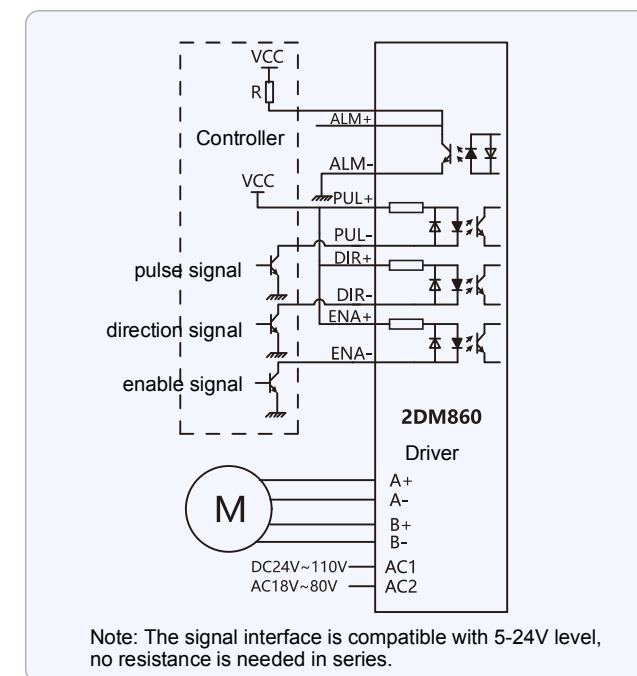 VCC
R
ALM+
Controller
ALM-
VCC
PUL+
PUL-
pulse signal
DIR+
DIR-
direction signal
ENA+
ENA-
enable signal
2DM860
Driver
M
A+
A-
B+
B-
DC24V~110V AC1
AC18V~80V AC2
Note: The signal interface is compatible with 5-24V level,
no resistance is needed in series.